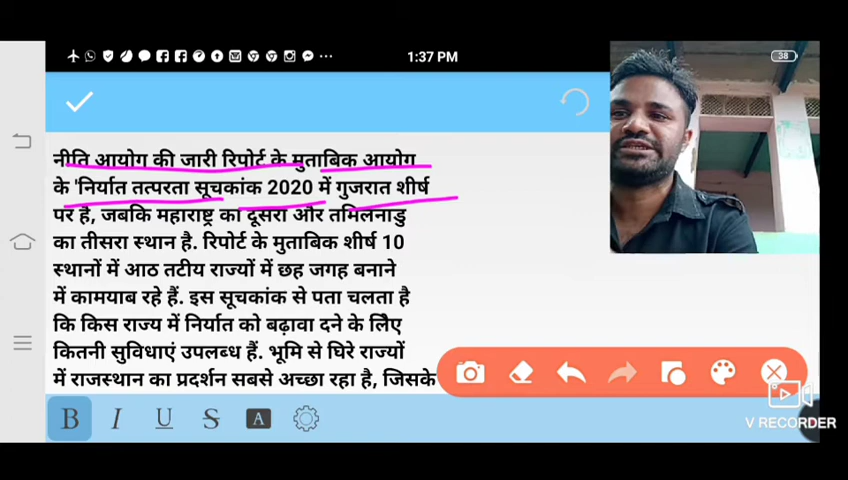 1:37 PM
38
नीति आयोग की जारी रिपोर्ट के मुताबिक आयोग
के 'निर्यात तत्परता सूचकांक 2020 में गुजरात शीर्ष
पर है, जबकि महाराष्ट्र का दूसरा और तमिलनाडु
का तीसरा स्थान है. रिपोर्ट के मुताबिक शीर्ष 10
स्थानों में आठ तटीय राज्यों में छह जगह बनाने
में कामयाब रहे हैं. इस सूचकांक से पता चलता है
कि किस राज्य में निर्यात को बढ़ावा दने के लिए
कितनी सुविधाएं उपलब्ध हैं. भूमि से घिरे राज्यों
में राजस्थान का प्रदर्शन सबसे अच्छा रहा है, जिसके
B I U S A
V RECORDER